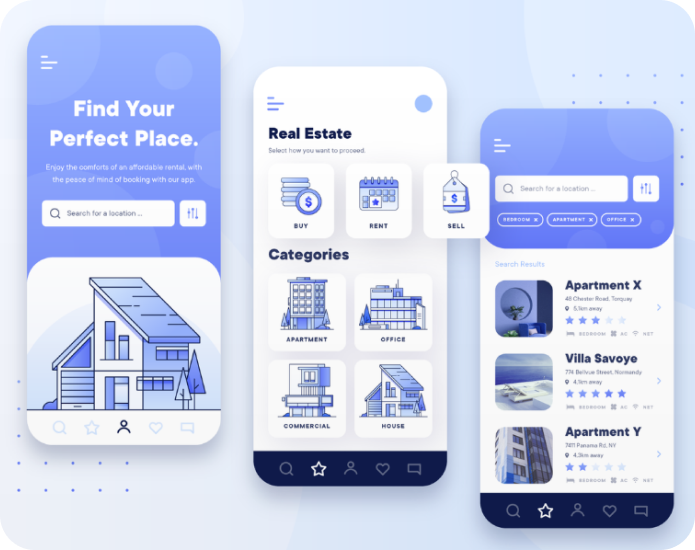 Find Your
Perfect Place.
Enjoy the comforts of an affordable rental, with
the peace of mind of booking with our app.
Search for a location ...
Real Estate
Select how you want to proceed.
$
BUY
RENT
$
SELL
Categories
APARTMENT
OFFICE
COMMERCIAL
HOUSE
Search for a location ...
BEDROOM ×
APARTMENT ×
OFFICE ×
Search Results
Apartment X
48 Chester Road, Torquay
5,5km away
BEDROOM AC NET
Villa Savoye
774 Bellvue Street, Normandy
4,1km away
BEDROOM AC NET
Apartment Y
7411 Panama Rd, NY
4,3km away
BEDROOM AC NET